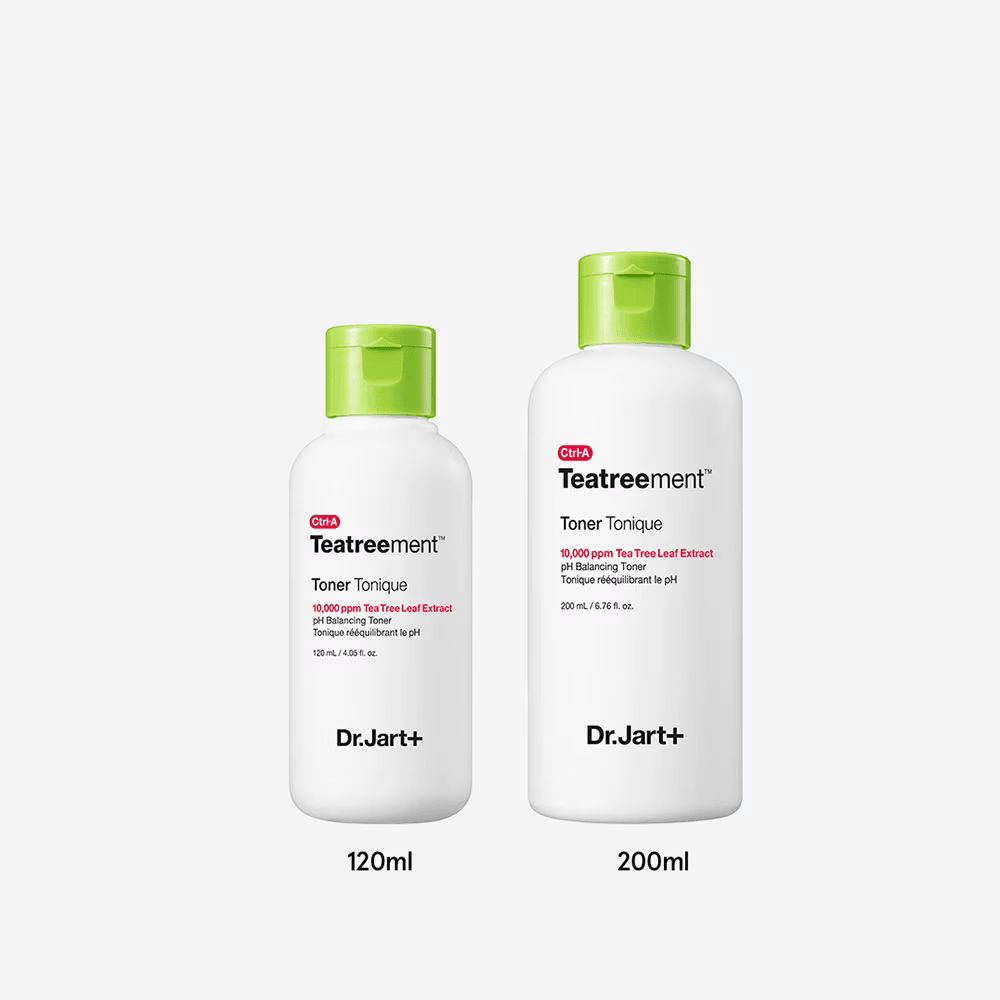 Ctrl·A
Teatreement™
Toner Tonique
10,000 ppm Tea Tree Leaf Extract
pH Balancing Toner
Tonique rééquilibrant le pH
120 mL / 4.05 fl. oz.
Dr.Jart+
120ml
Ctrl·A
Teatreement™
Toner Tonique
10,000 ppm Tea Tree Leaf Extract
pH Balancing Toner
Tonique rééquilibrant le pH
200 mL / 6.76 fl. oz.
Dr.Jart+
200ml